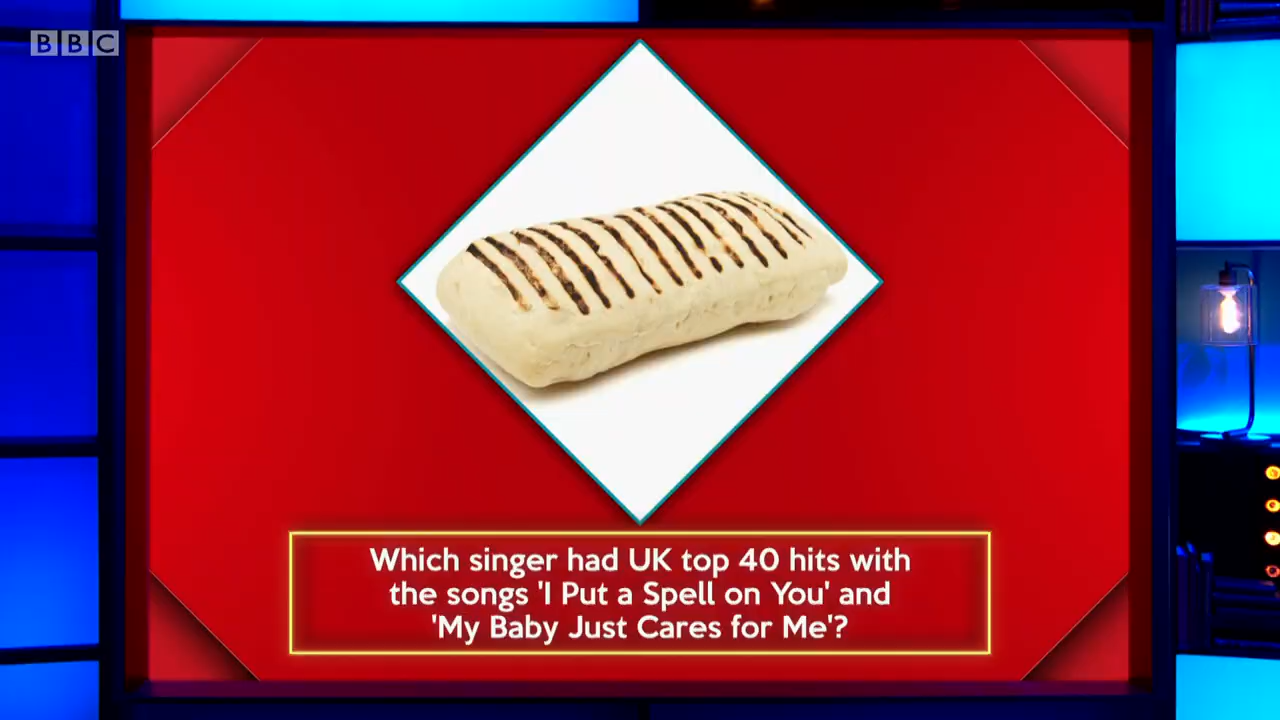 BBC
Which singer had UK top 40 hits with
the songs 'I Put a Spell on You' and
'My Baby Just Cares for Me'?